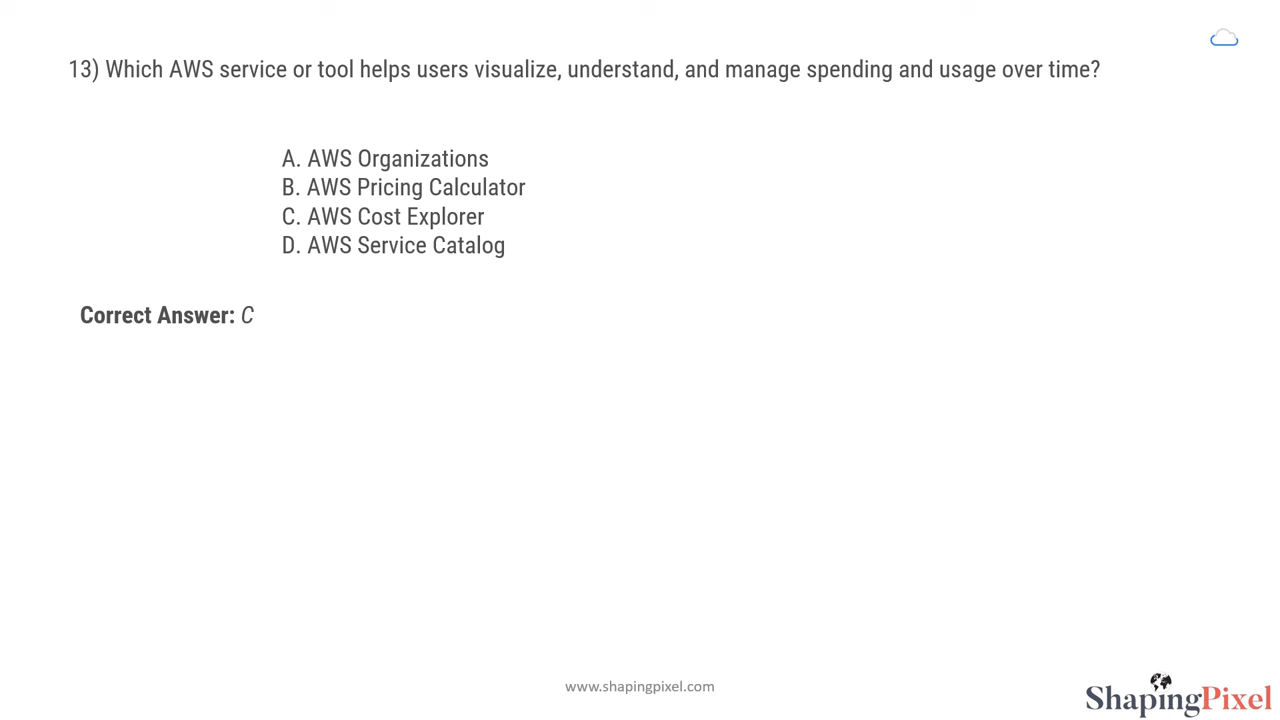 13) Which AWS service or tool helps users visualize, understand, and manage spending and usage over time?
A. AWS Organizations
B. AWS Pricing Calculator
C. AWS Cost Explorer
D. AWS Service Catalog
Correct Answer: C
www.shapingpixel.com
ShapingPixel